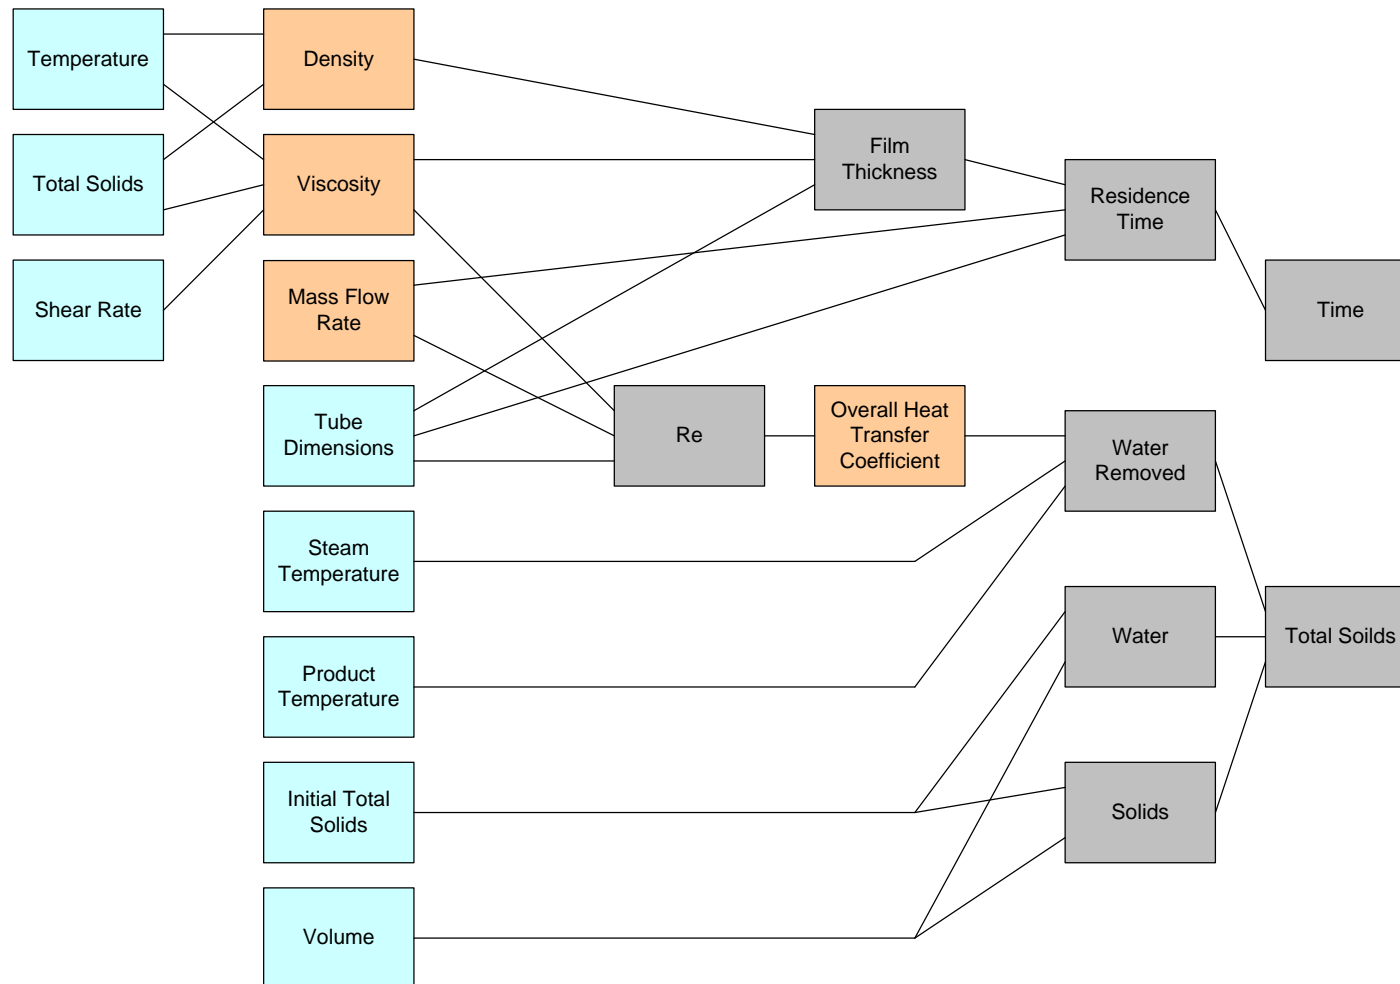 Temperature
Density
Total Solids
Viscosity
Film
Thickness
Residence
Time
Shear Rate
Mass Flow
Rate
Time
Tube
Dimensions
Re
Overall Heat
Transfer
Coefficient
Water
Removed
Steam
Temperature
Water
Total Soilds
Product
Temperature
Initial Total
Solids
Solids
Volume